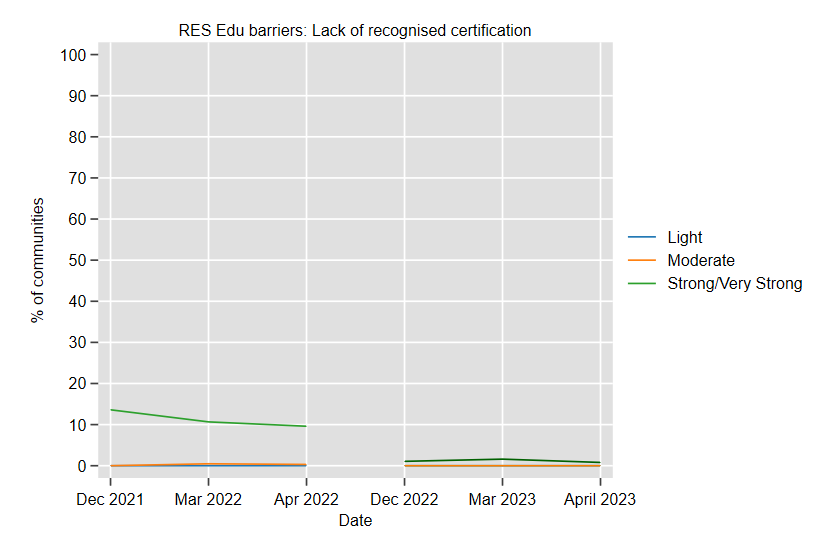 RES Edu barriers: Lack of recognised certification
100
90
80
70
60
50
40
30
20
10
0
% of communities
Dec 2021 Mar 2022 Apr 2022 Dec 2022 Mar 2023 April 2023
Date
Light
Moderate
Strong/Very Strong